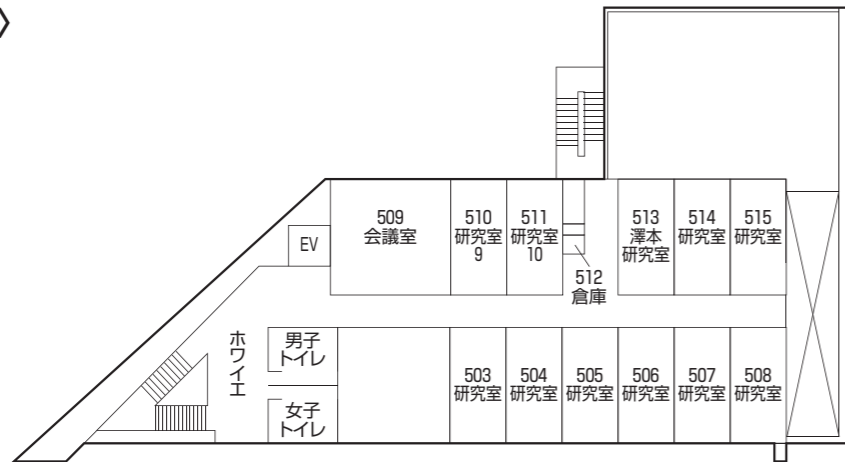 509
会議室
510
研究室
9
511
研究室
10
512
倉庫
513
澤本
研究室
514
研究室
515
研究室
EV
ホワイエ
男子
トイレ
女子
トイレ
503
研究室
504
研究室
505
研究室
506
研究室
507
研究室
508
研究室